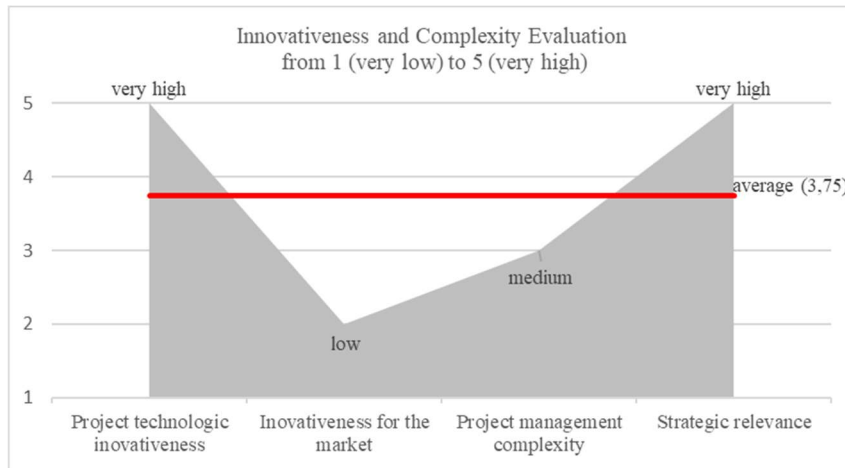 Innovativeness and Complexity Evaluation
from 1 (very low) to 5 (very high)
very high
very high
5
4
average (3,75)
3
medium
2
low
1
Project technologic
inovativeness
Inovativeness for the
market
Project management
complexity
Strategic relevance